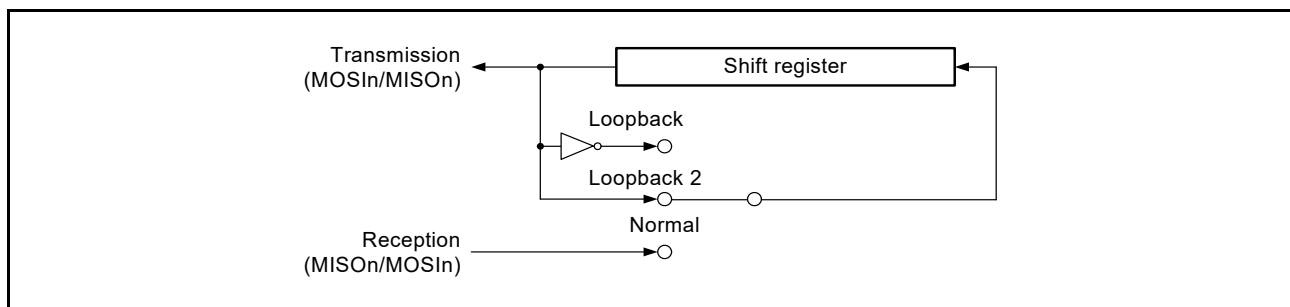 Transmission
(MOSIn/MISOn)
Shift register
Loopback
Loopback 2
Normal
Reception
(MISOn/MOSIn)